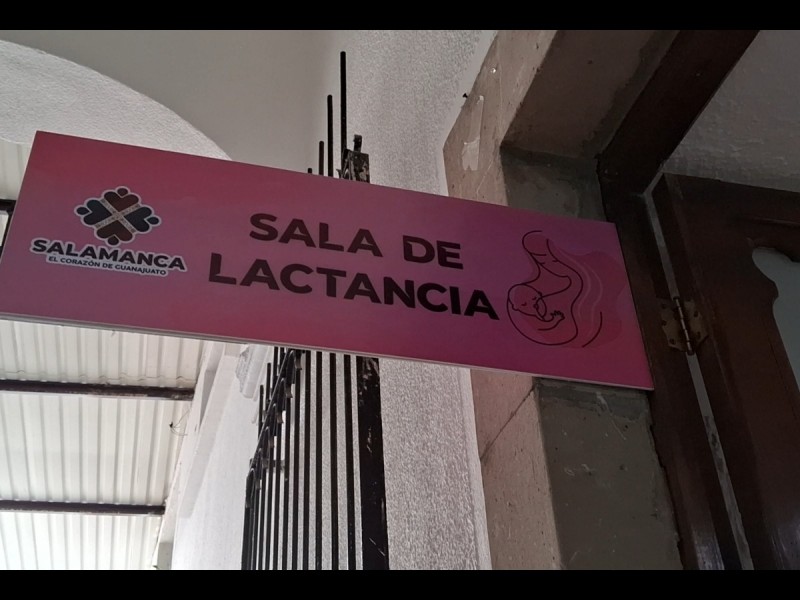 SALAMANCA
EL CORAZÓN DE GUANAJUATO
SALA DE
LACTANCIA